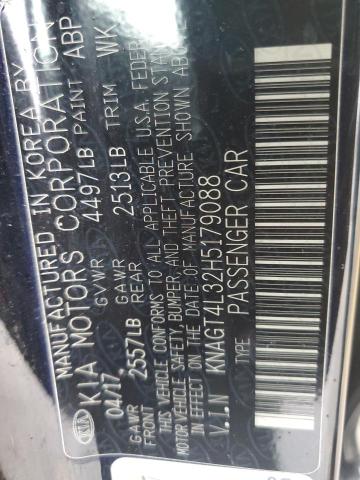 MANUFACTURED IN KOREA BY
KIA MOTORS CORPORATION
04/17 GVWR 4497LB PAINT ABP
GAWR FRONT 2557LB GAWR REAR 2513LB TRIM WK
THIS VEHICLE CONFORMS TO ALL APPLICABLE U.S.A. FEDER
MOTOR VEHICLE SAFETY, BUMPER, AND THEFT PREVENTION STAN
IN EFFECT ON THE DATE OF MANUFACTURE SHOWN ABOVE
V.I.N KNAGT4L32H5179088
TYPE PASSENGER CAR